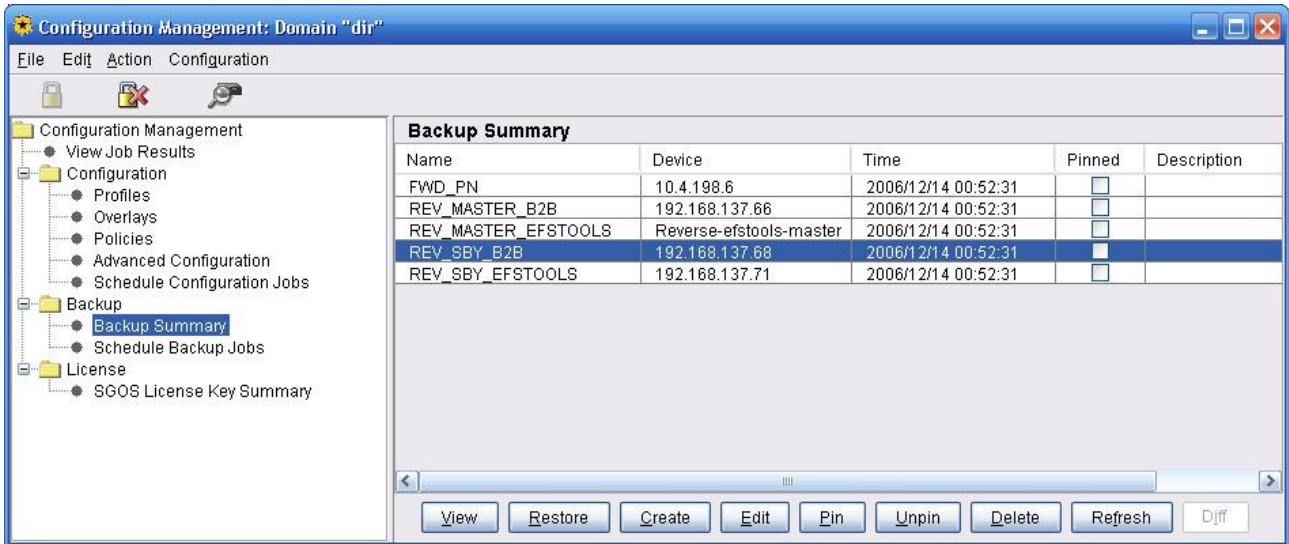 Configuration Management: Domain "dir"
File Edit Action Configuration
Configuration Management
View Job Results
Configuration
Profiles
Overlays
Policies
Advanced Configuration
Schedule Configuration Jobs
Backup
Backup Summary
Schedule Backup Jobs
License
SGOS License Key Summary
Backup Summary
Name Device Time Pinned Description
FWD_PN 10.4.198.6 2006/12/14 00:52:31
REV_MASTER_B2B 192.168.137.66 2006/12/14 00:52:31
REV_MASTER_EFSTOOLS Reverse-efstools-master 2006/12/14 00:52:31
REV_SBY_B2B 192.168.137.68 2006/12/14 00:52:31
REV_SBY_EFSTOOLS 192.168.137.71 2006/12/14 00:52:31
View Restore Create Edit Pin Unpin Delete Refresh Diff